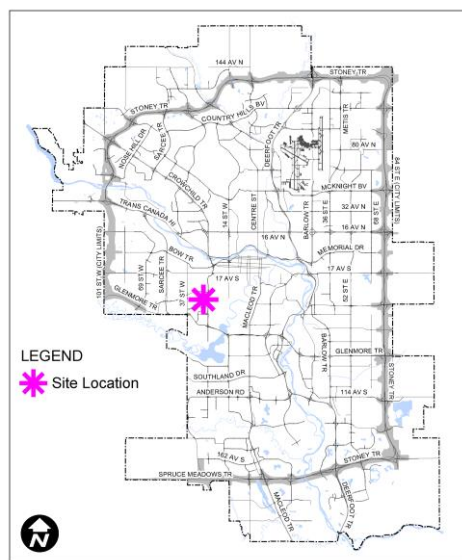 144 AV N
STONEY TR
STONEY TR
COUNTRY HILLS BV
NOSE HILL DR
SARCEE TR
DEERFOOT TR
METIS TR
80 AV N
CROWCHILD TR
14 ST W
CENTRE ST
BARLOW TR
36 ST E
MCKNIGHT BV
32 AV N
16 AV N
16 AV N
68 ST E
84 ST E (CITY LIMITS)
TRANS CANADA HI
MEMORIAL DR
BOW TR
17 AV S
17 AV S
101 ST W (CITY LIMITS)
69 ST W
SARCEE TR
37 ST W
MACLEOD TR
52 ST E
GLENMORE TR
BARLOW TR
GLENMORE TR
LEGEND
Site Location
SOUTHLAND DR
ANDERSON RD
114 AV S
STONEY TR
162 AV S
STONEY TR
SPRUCE MEADOWS TR
MACLEOD TR
DEERFOOT TR
N